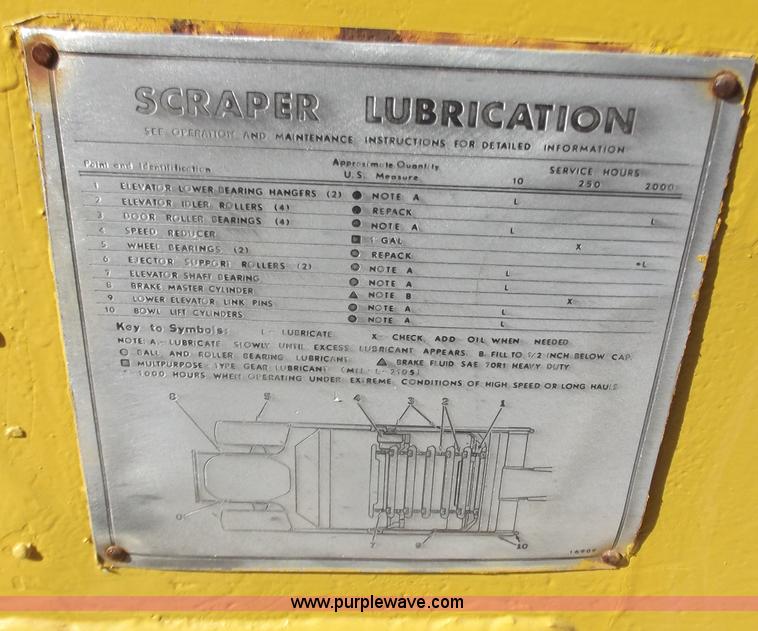 SCRAPER LUBRICATION
SEE OPERATION AND MAINTENANCE INSTRUCTIONS FOR DETAILED INFORMATION
Point and Identification Approximate Quantity U.S. Measure SERVICE HOURS 10 250 2000
1 ELEVATOR LOWER BEARING HANGERS (2) ● NOTE A L
2 ELEVATOR IDLER ROLLERS (4) ● REPACK L
3 DOOR ROLLER BEARINGS (4) ● NOTE A L
4 SPEED REDUCER ■ 1 GAL X
5 WHEEL BEARINGS (2) ● REPACK *L
6 EJECTOR SUPPORT ROLLERS (2) ● NOTE A L
7 ELEVATOR SHAFT BEARING ● NOTE A L
8 BRAKE MASTER CYLINDER ▲ NOTE B X
9 LOWER ELEVATOR LINK PINS ● NOTE A L
10 BOWL LIFT CYLINDERS ● NOTE A L
Key to Symbols: L - LUBRICATE X - CHECK, ADD OIL WHEN NEEDED
NOTE: A - LUBRICATE SLOWLY UNTIL EXCESS LUBRICANT APPEARS. B. FILL TO 1/2 INCH BELOW CAP.
● BALL AND ROLLER BEARING LUBRICANT ▲ BRAKE FLUID SAE 70R1 HEAVY DUTY
■ MULTIPURPOSE-TYPE GEAR LUBRICANT (MIL-L-2105)
* 1000 HOURS WHEN OPERATING UNDER EXTREME CONDITIONS OF HIGH SPEED OR LONG HAULS
8 5 4 3 2 1
6 7 9 10
www.purplewave.com